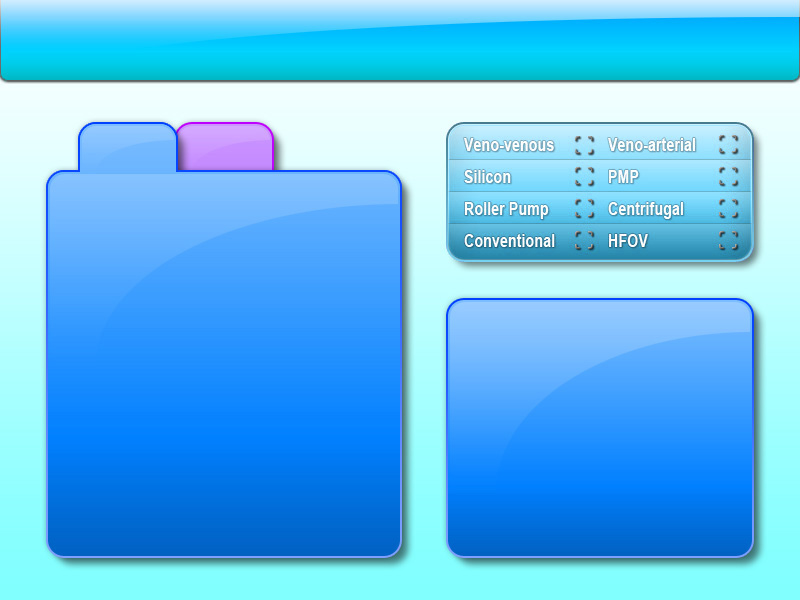 Veno-venous Veno-arterial
Silicon PMP
Roller Pump Centrifugal
Conventional HFOV